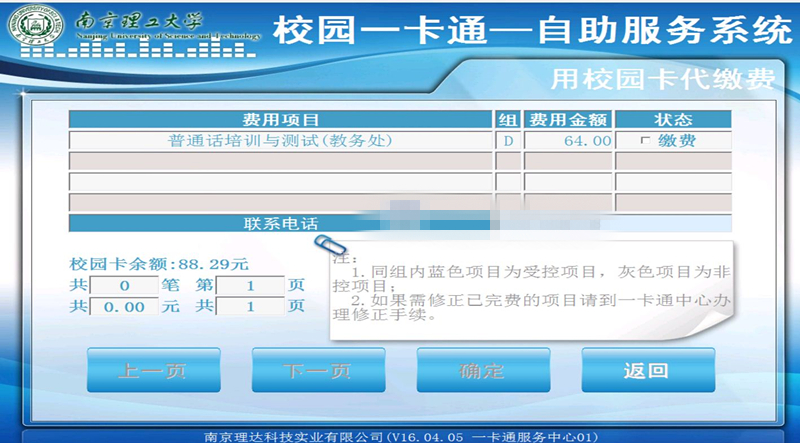 南京理工大学
Nanjing University of Science and Technology
校园一卡通—自助服务系统
用校园卡代缴费
费用项目 组 费用金额 状态
普通话培训与测试(教务处) D 64.00 缴费
联系电话
校园卡余额:88.29元
共 0 笔 第 1 页
共 0.00 元 共 1 页
注:
1.同组内蓝色项目为受控项目，灰色项目为非
控项目;
2.如果需修正已完费的项目请到一卡通中心办
理修正手续。
上一页 下一页 确定 返回
南京理达科技实业有限公司(V16.04.05 一卡通服务中心01)